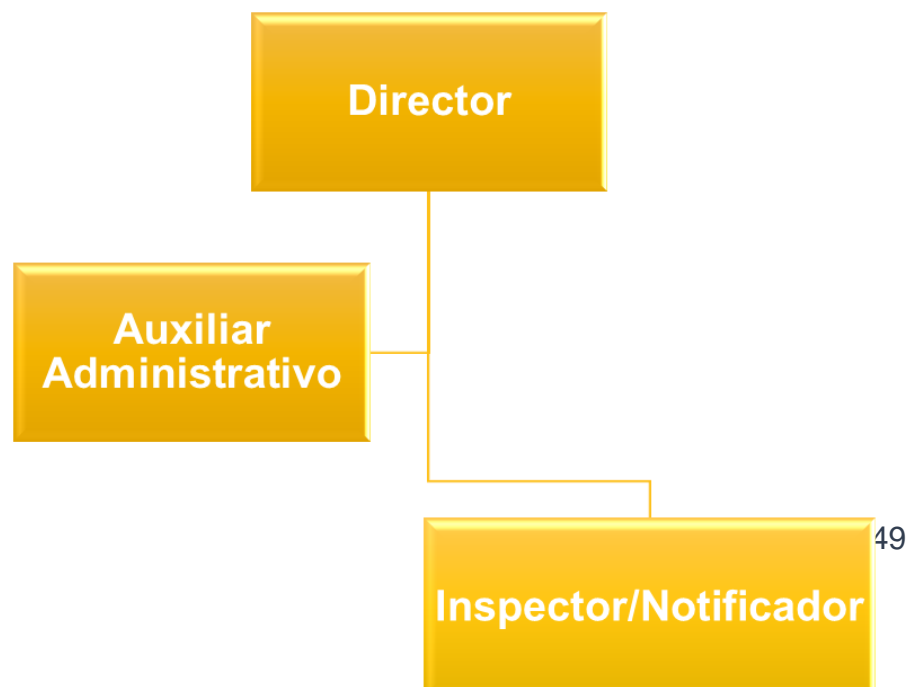 Director
Auxiliar
Administrativo
49
Inspector/Notificador